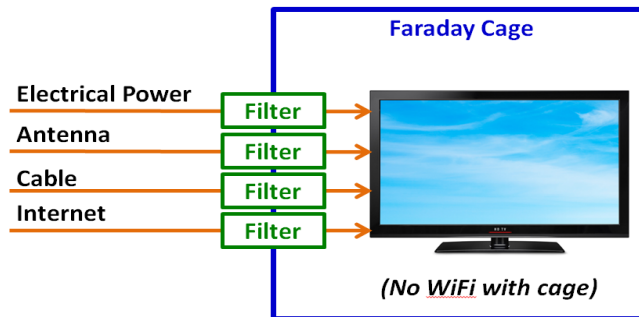 Faraday Cage
Electrical Power
Filter
Antenna
Filter
Cable
Filter
Internet
Filter
(No WiFi with cage)